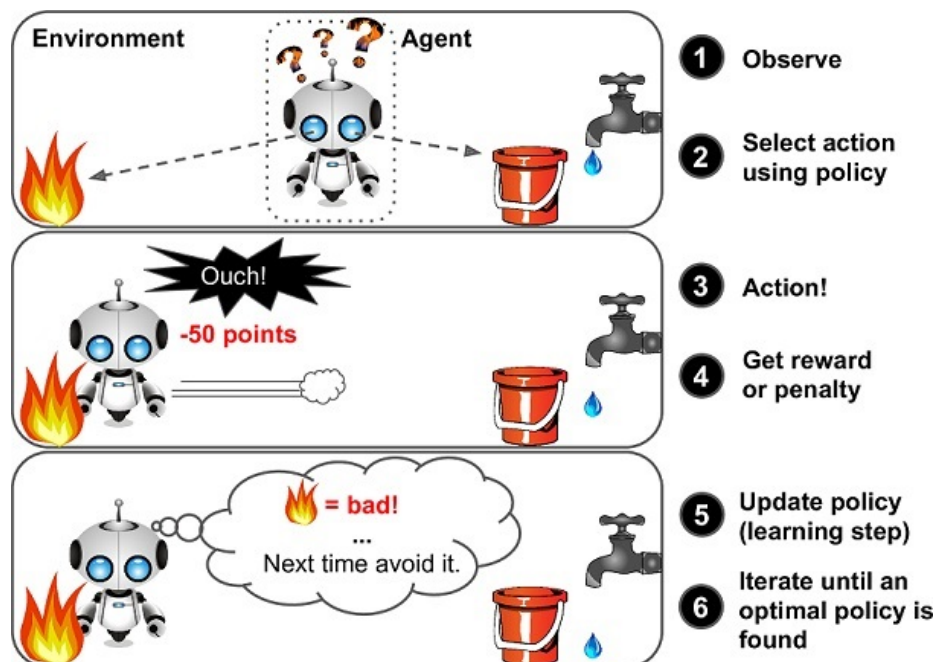 Environment
Agent
? ? ?
1 Observe
2 Select action
using policy
Ouch!
-50 points
3 Action!
4 Get reward
or penalty
= bad!
...
Next time avoid it.
5 Update policy
(learning step)
6 Iterate until an
optimal policy is
found